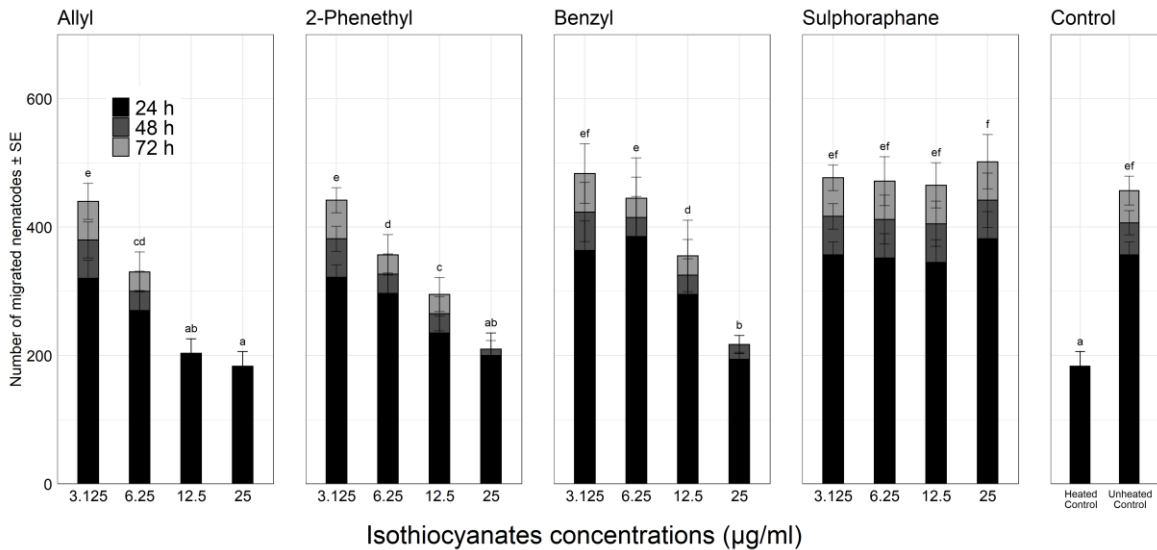 Allyl
2-Phenethyl
Benzyl
Sulphoraphane
Control
Number of migrated nematodes ± SE
600
400
200
0
24 h
48 h
72 h
e
cd
ab
a
e
d
c
ab
ef
e
d
b
ef
ef
ef
f
a
ef
3.125 6.25 12.5 25
3.125 6.25 12.5 25
3.125 6.25 12.5 25
3.125 6.25 12.5 25
Heated Unheated
Control Control
Isothiocyanates concentrations (µg/ml)